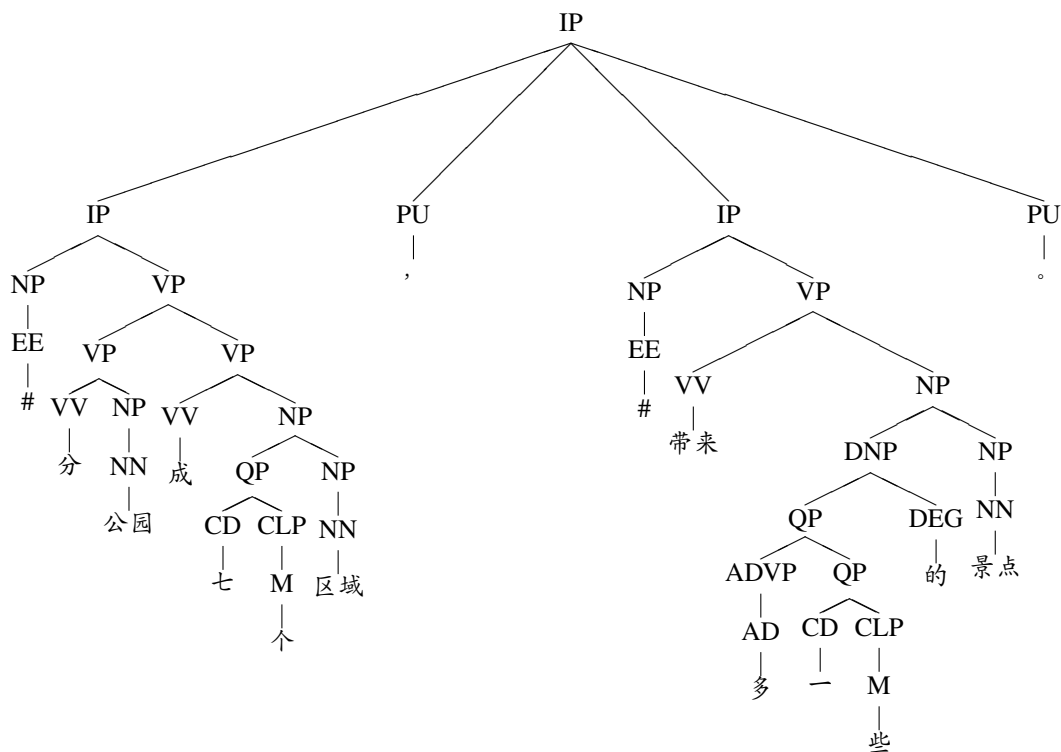 IP
IP PU IP PU
NP VP , NP VP 。
EE VP VP EE
# VV NP VV NP # VV NP
分 NN 成 QP NP 带来 DNP NP
公园 CD CLP NN QP DEG NN
七 M 区域 ADVP QP 的 景点
个 AD CD CLP
多 一 M
些